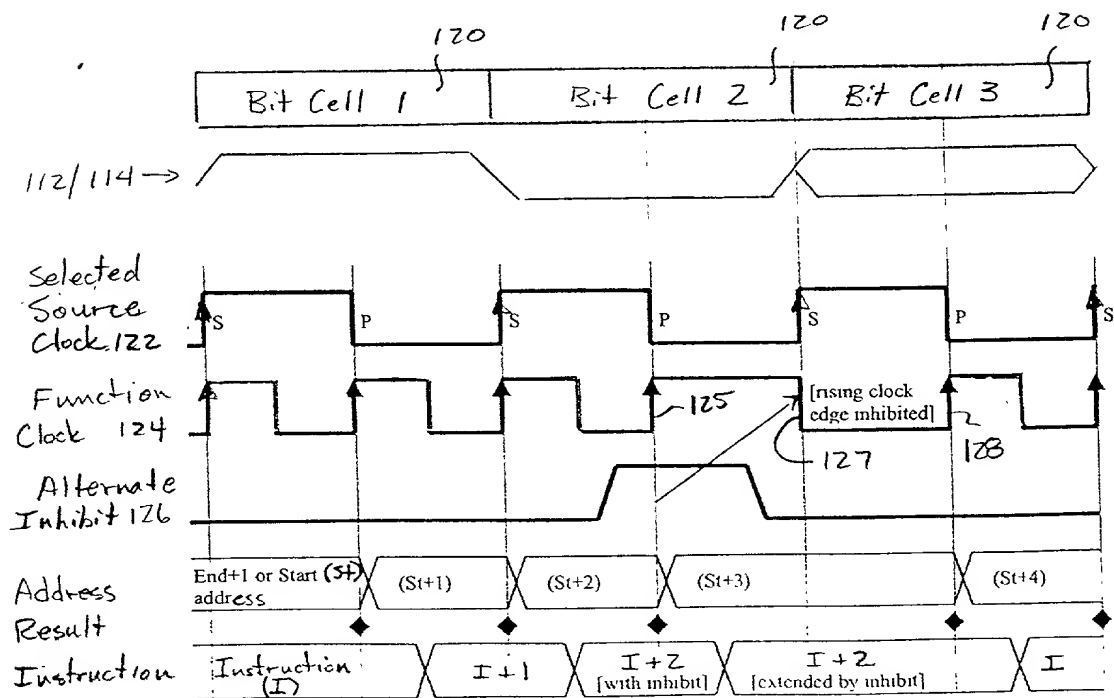 120 120 120
Bit Cell 1 Bit Cell 2 Bit Cell 3
112/114
Selected
Source
Clock 122
S P S P S P S
Function
Clock 124
125
[rising clock
edge inhibited]
127
128
Alternate
Inhibit 126
Address
End+1 or Start (St)
address
(St+1) (St+2) (St+3) (St+4)
Result
Instruction
Instruction
(I)
I+1
I+2
[with inhibit]
I+2
[extended by inhibit]
I